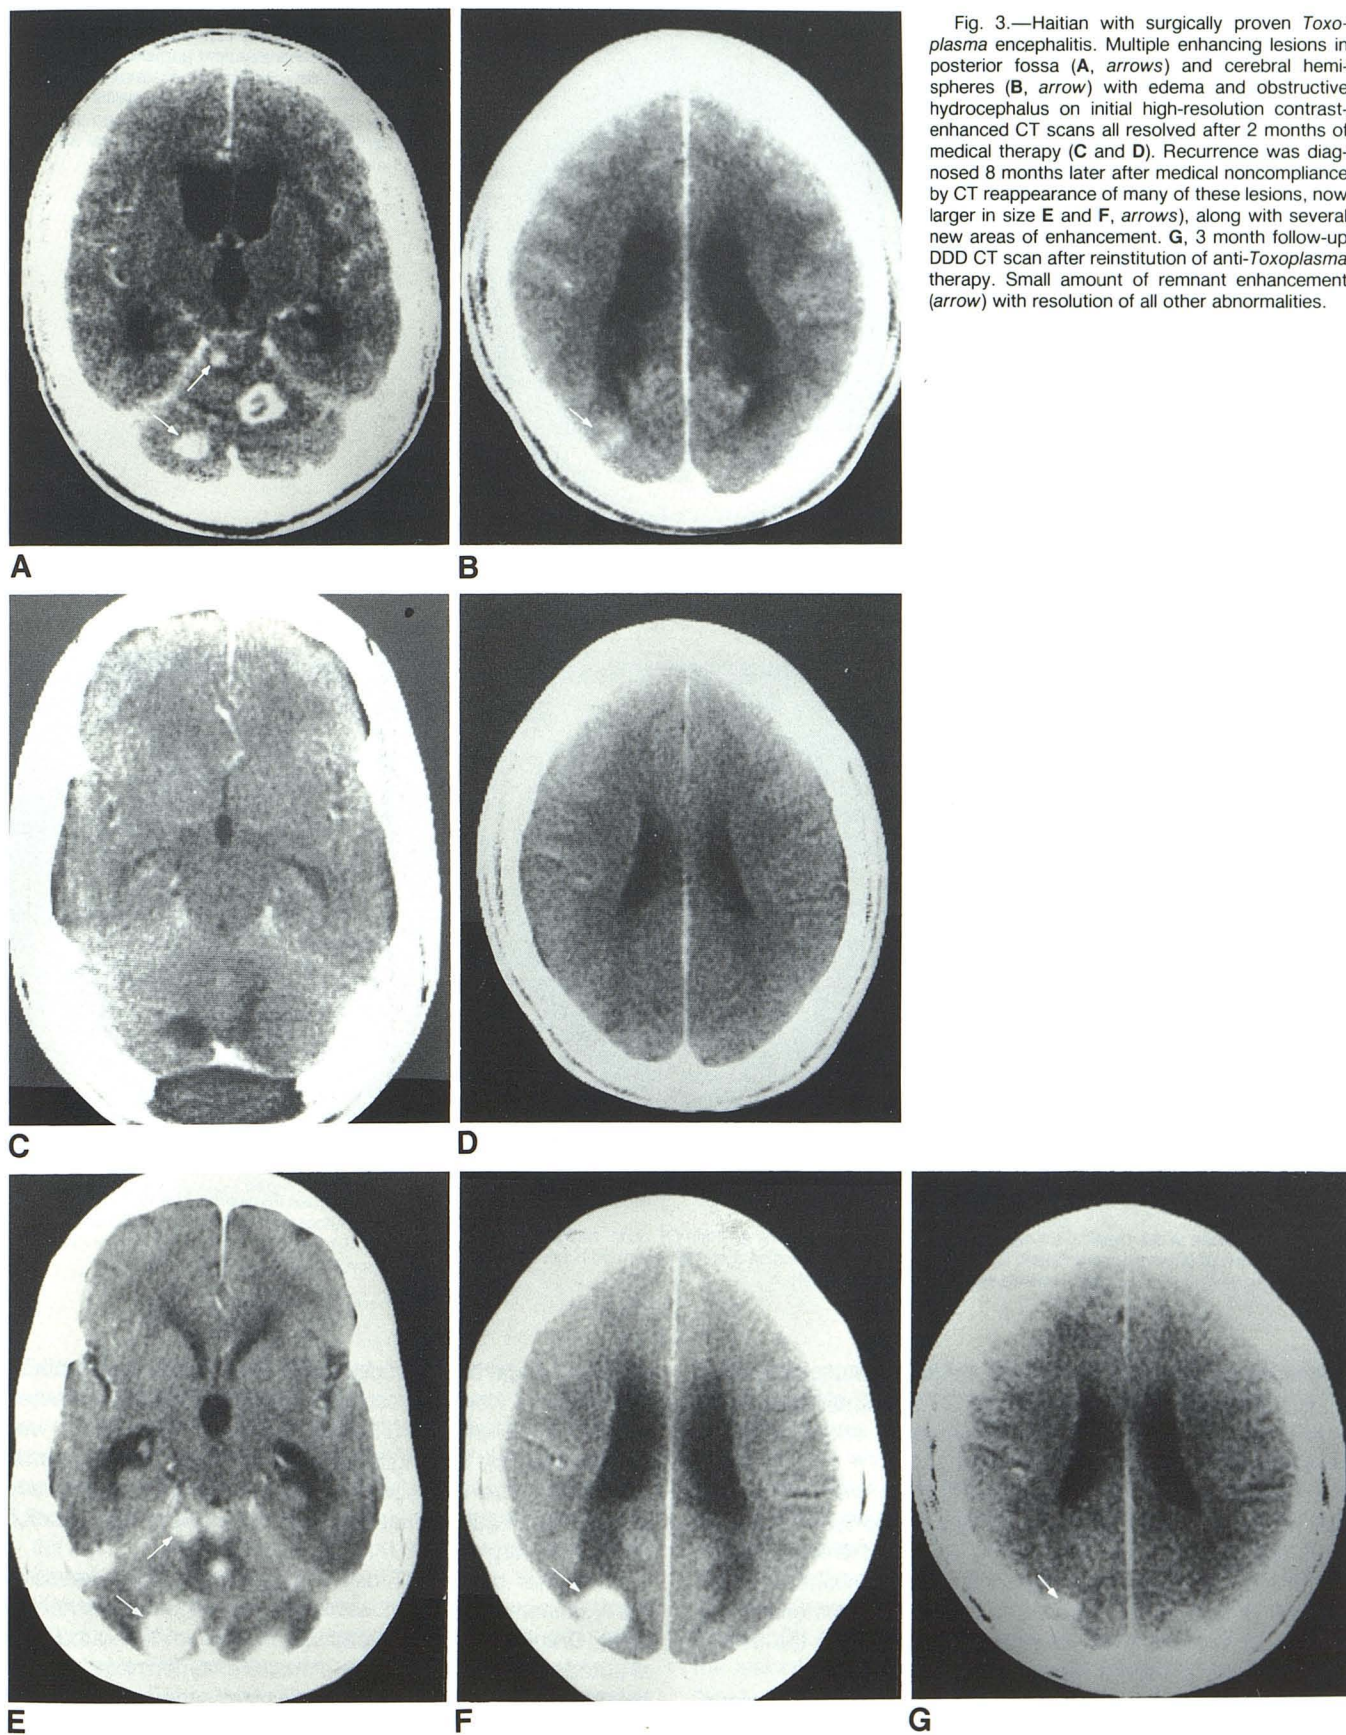 Fig. 3.—Haitian with surgically proven Toxo-
plasma encephalitis. Multiple enhancing lesions in
posterior fossa (A, arrows) and cerebral hemi-
spheres (B, arrow) with edema and obstructive
hydrocephalus on initial high-resolution contrast-
enhanced CT scans all resolved after 2 months of
medical therapy (C and D). Recurrence was diag-
nosed 8 months later after medical noncompliance
by CT reappearance of many of these lesions, now
larger in size E and F, arrows), along with several
new areas of enhancement. G, 3 month follow-up
DDD CT scan after reinstitution of anti-Toxoplasma
therapy. Small amount of remnant enhancement
(arrow) with resolution of all other abnormalities.
A
B
C
D
E
F
G